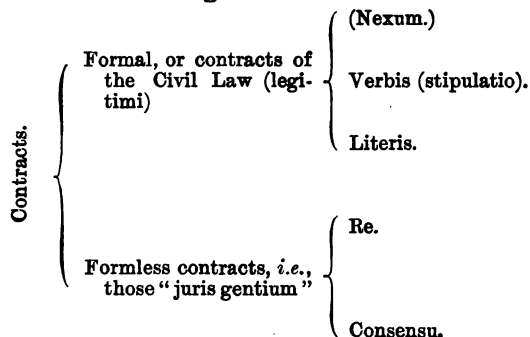 Contracts.
Formal, or contracts of
the Civil Law (legi-
timi)
(Nexum.)
Verbis (stipulatio).
Literis.
Formless contracts, i.e.,
those “juris gentium”
Re.
Consensu.